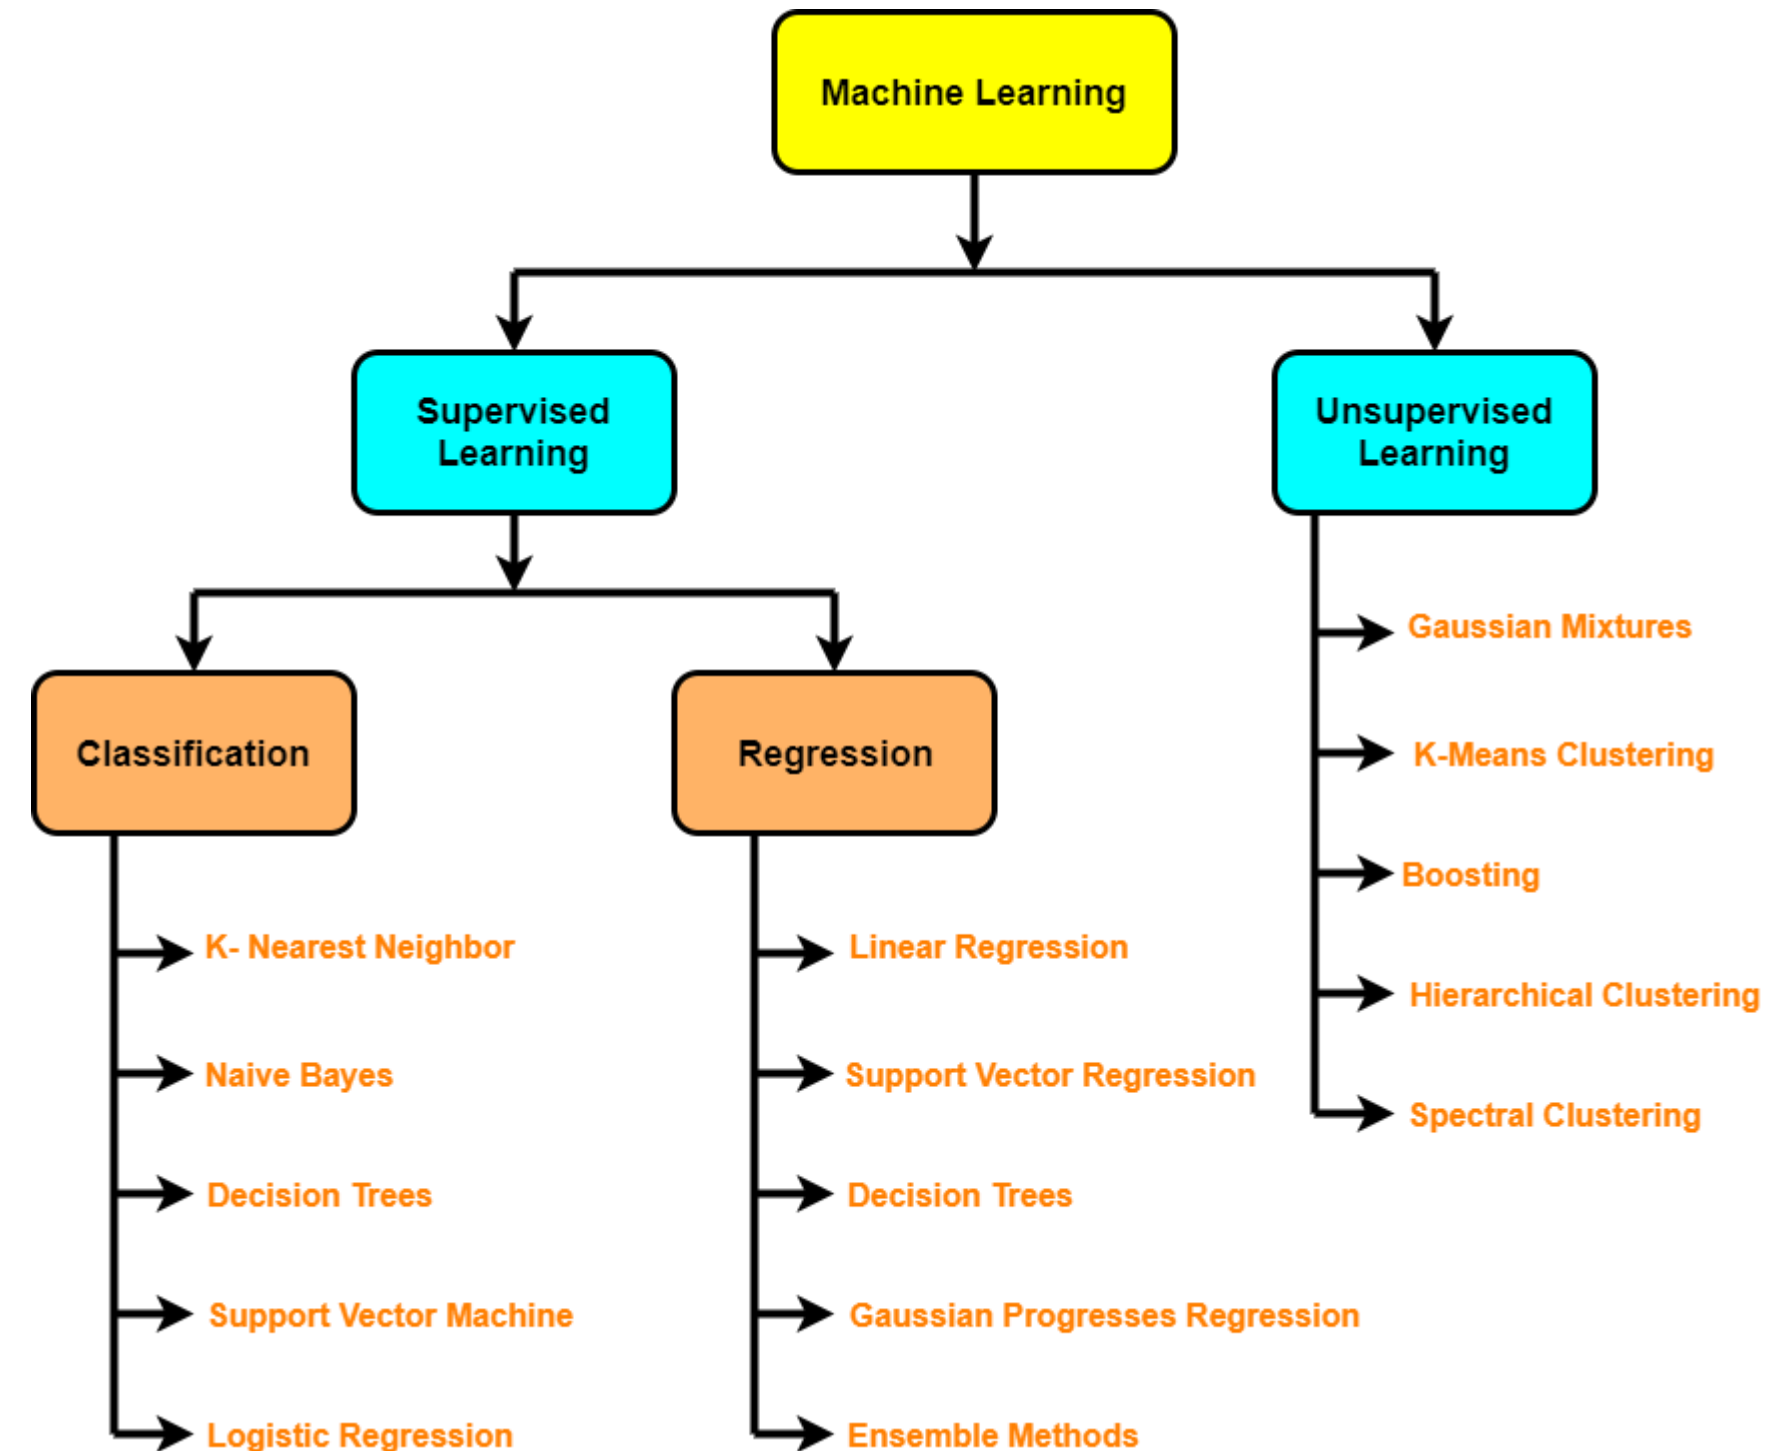 Machine Learning
Supervised
Learning
Unsupervised
Learning
Classification
Regression
K- Nearest Neighbor
Naive Bayes
Decision Trees
Support Vector Machine
Logistic Regression
Linear Regression
Support Vector Regression
Decision Trees
Gaussian Progresses Regression
Ensemble Methods
Gaussian Mixtures
K-Means Clustering
Boosting
Hierarchical Clustering
Spectral Clustering